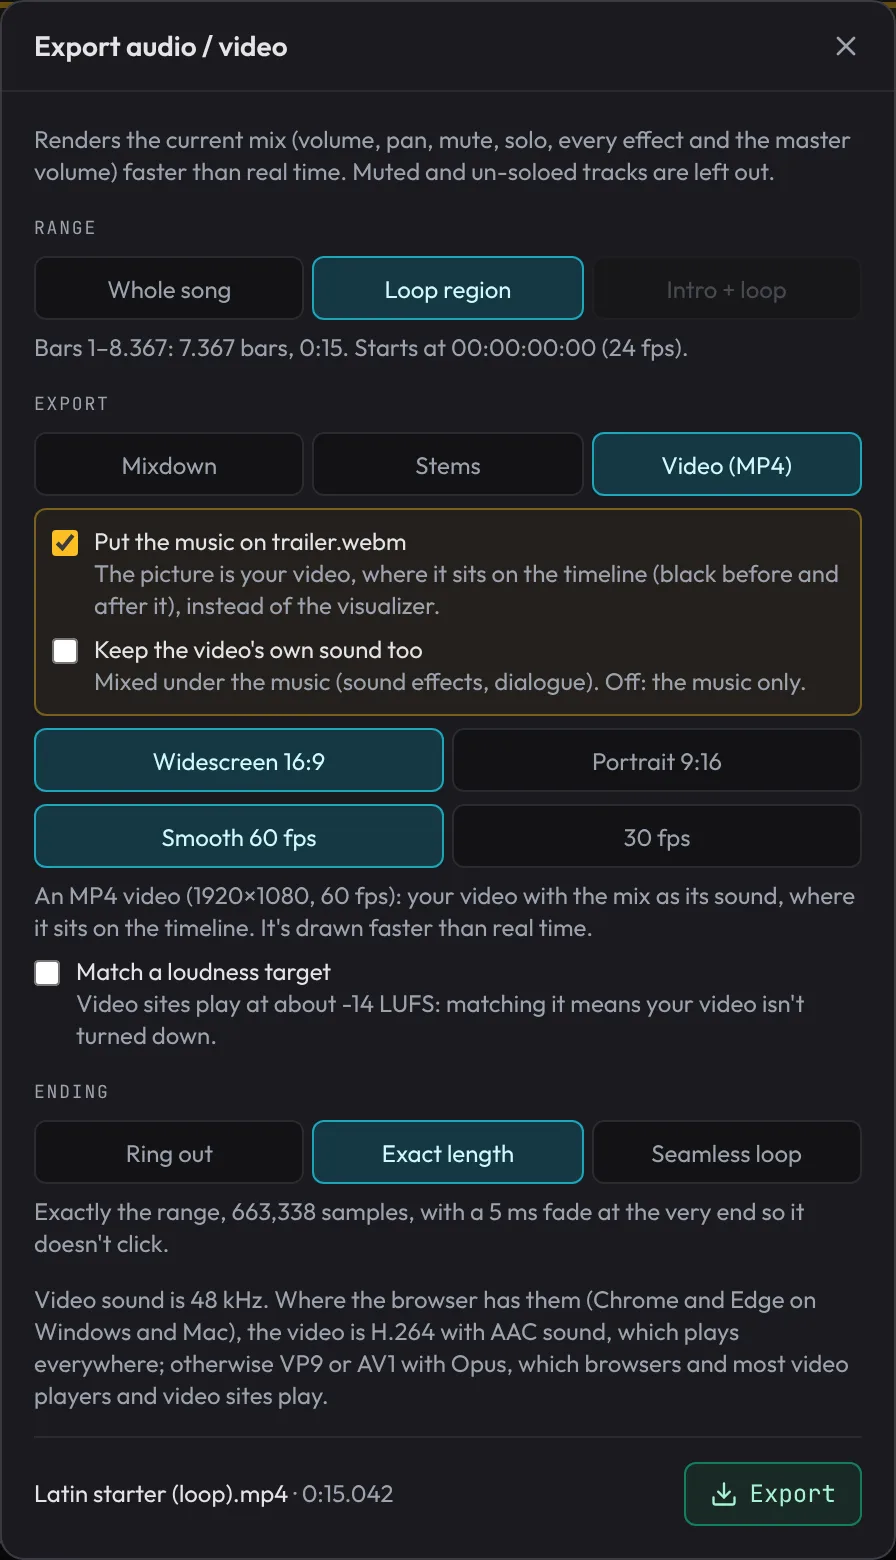 Export audio / video
Renders the current mix (volume, pan, mute, solo, every effect and the master
volume) faster than real time. Muted and un-soloed tracks are left out.
RANGE
Whole song
Loop region
Intro + loop
Bars 1–8.367: 7.367 bars, 0:15. Starts at 00:00:00:00 (24 fps).
EXPORT
Mixdown
Stems
Video (MP4)
Put the music on trailer.webm
The picture is your video, where it sits on the timeline (black before and
after it), instead of the visualizer.
Keep the video's own sound too
Mixed under the music (sound effects, dialogue). Off: the music only.
Widescreen 16:9
Portrait 9:16
Smooth 60 fps
30 fps
An MP4 video (1920×1080, 60 fps): your video with the mix as its sound, where
it sits on the timeline. It's drawn faster than real time.
Match a loudness target
Video sites play at about -14 LUFS: matching it means your video isn't
turned down.
ENDING
Ring out
Exact length
Seamless loop
Exactly the range, 663,338 samples, with a 5 ms fade at the very end so it
doesn't click.
Video sound is 48 kHz. Where the browser has them (Chrome and Edge on
Windows and Mac), the video is H.264 with AAC sound, which plays
everywhere; otherwise VP9 or AV1 with Opus, which browsers and most video
players and video sites play.
Latin starter (loop).mp4 · 0:15.042
Export